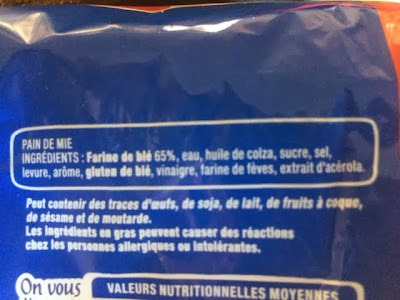 PAIN DE MIE
INGRÉDIENTS : Farine de blé 65%, eau, huile de colza, sucre, sel,
levure, arôme, gluten de blé, vinaigre, farine de fèves, extrait d'acérola.
Peut contenir des traces d'œufs, de soja, de lait, de fruits à coque,
de sésame et de moutarde.
Les ingrédients en gras peuvent causer des réactions
chez les personnes allergiques ou intolérantes.
On vous
VALEURS NUTRITIONNELLES MOYENNES